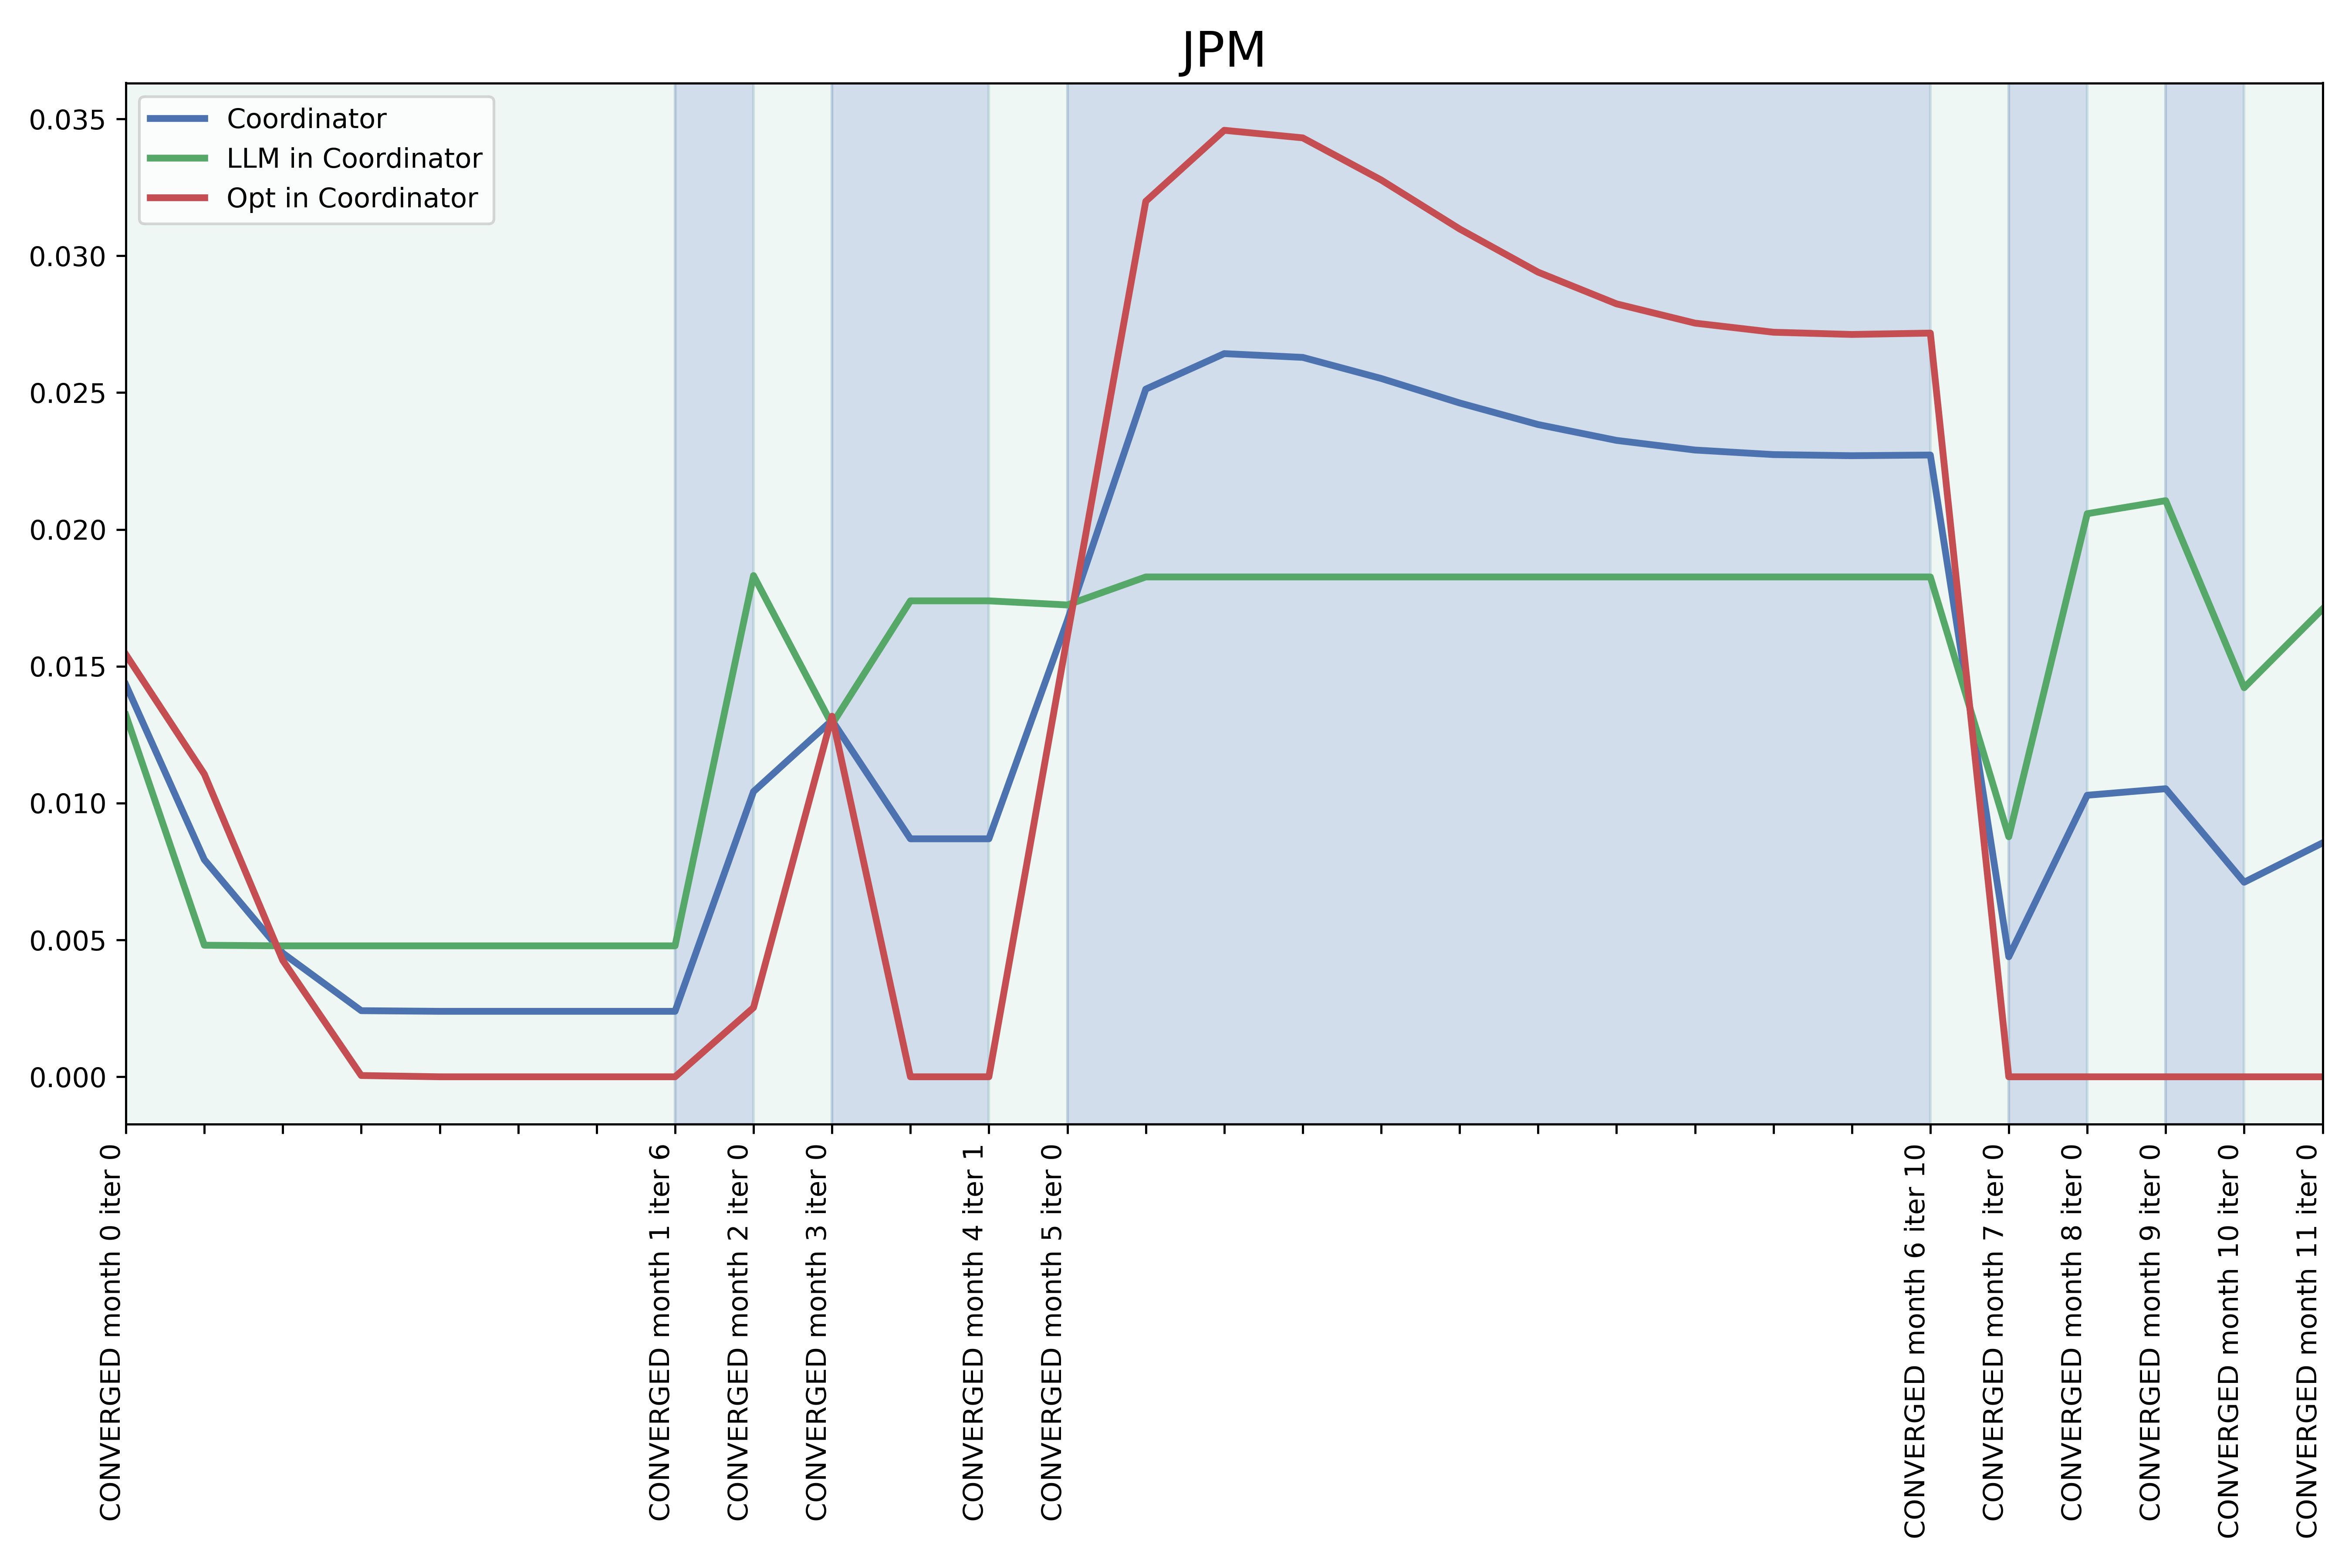 JPM
Coordinator
LLM in Coordinator
Opt in Coordinator
0.035
0.030
0.025
0.020
0.015
0.010
0.005
0.000
CONVERGED month 0 iter 0
CONVERGED month 1 iter 6
CONVERGED month 2 iter 0
CONVERGED month 3 iter 0
CONVERGED month 4 iter 1
CONVERGED month 5 iter 0
CONVERGED month 6 iter 10
CONVERGED month 7 iter 0
CONVERGED month 8 iter 0
CONVERGED month 9 iter 0
CONVERGED month 10 iter 0
CONVERGED month 11 iter 0